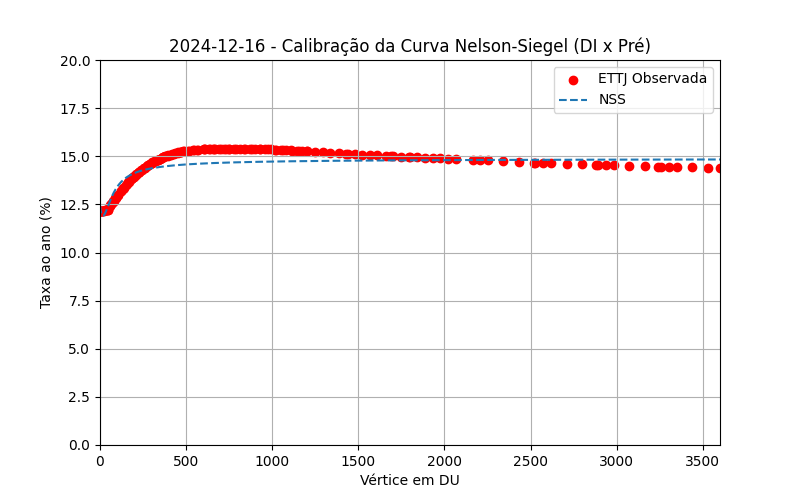 2024-12-16 - Calibração da Curva Nelson-Siegel (DI x Pré)
ETTJ Observada
NSS
20.0
17.5
15.0
12.5
10.0
7.5
5.0
2.5
0.0
Taxa ao ano (%)
0 500 1000 1500 2000 2500 3000 3500
Vértice em DU